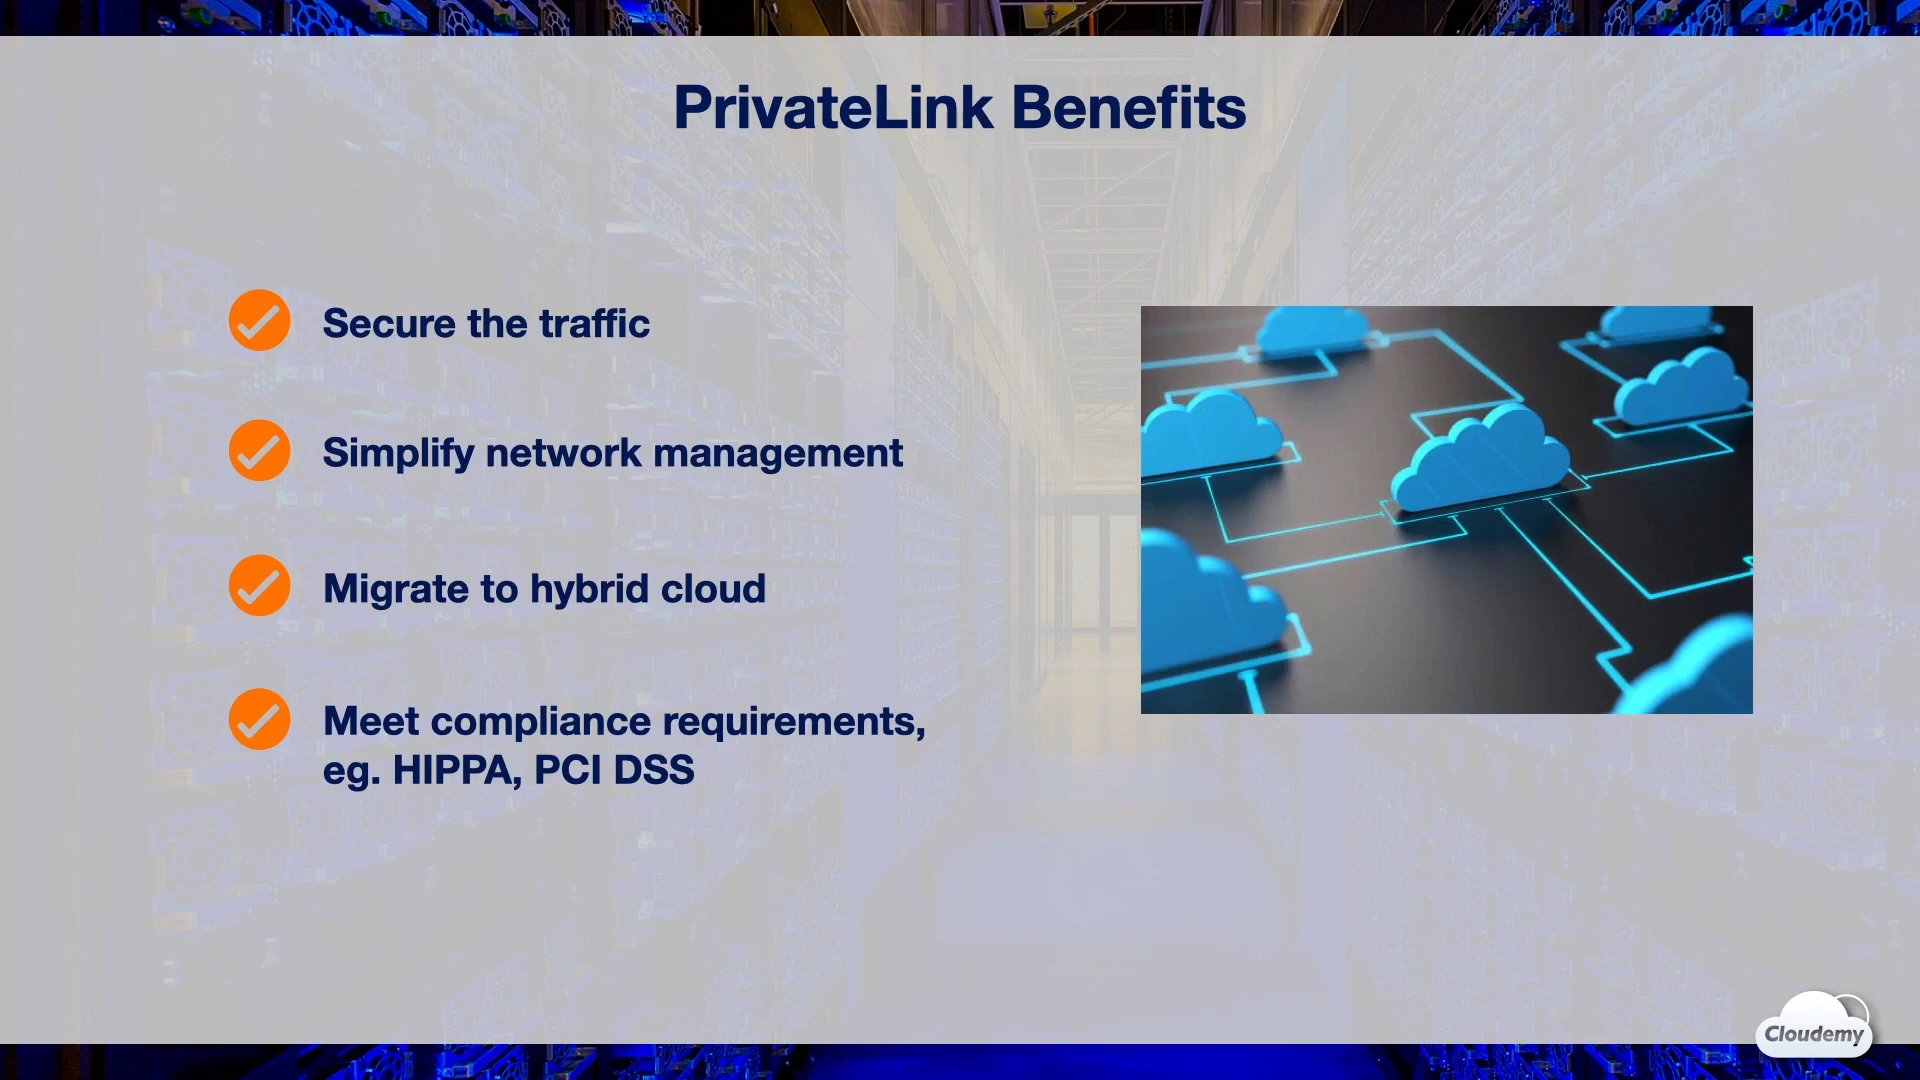 PrivateLink Benefits
Secure the traffic
Simplify network management
Migrate to hybrid cloud
Meet compliance requirements,
eg. HIPPA, PCI DSS
Cloudemy